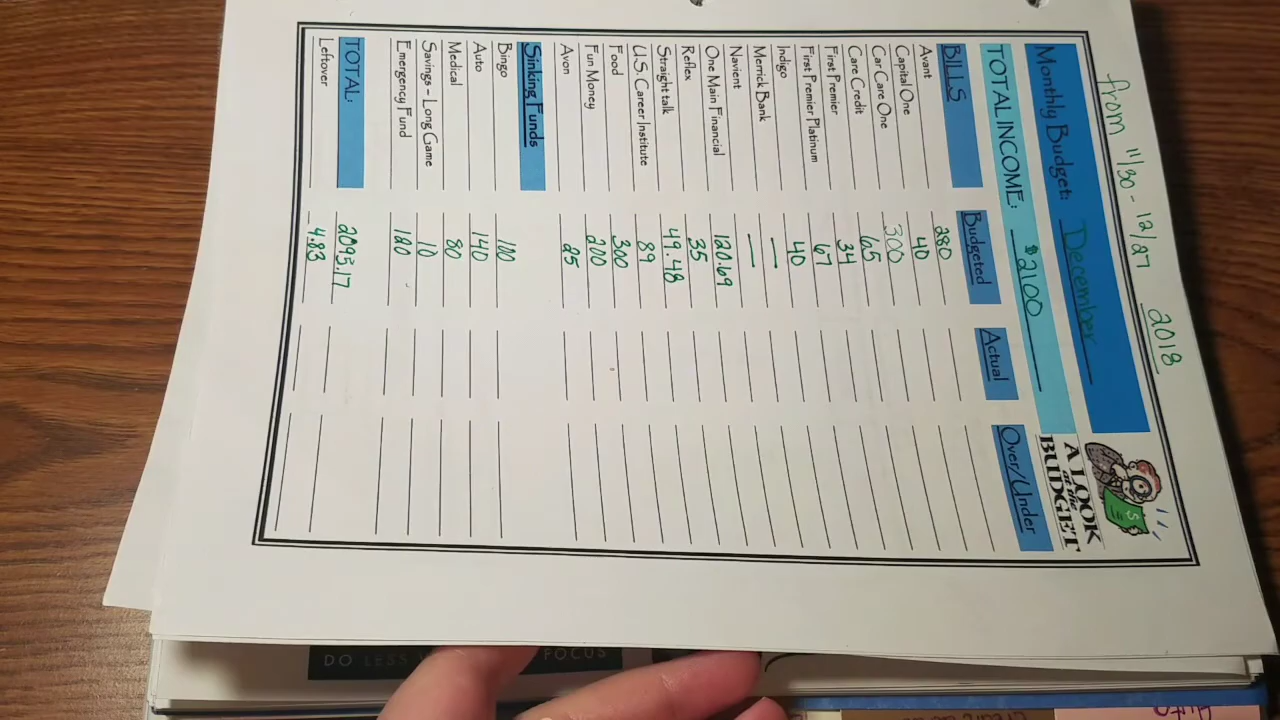 from 11/30 - 12/27 2018
Monthly Budget: December
TOTAL INCOME: $2100
A LOOK
at the
BUDGET
BILLS Budgeted Actual Over/Under
Avant 280
Capital One 40
Car Care One 300
Care Credit 65
First Premier 34
First Premier Platinum 67
Indigo 40
Merrick Bank —
Navient —
One Main Financial 120.69
Reflex 35
Straight talk 49.48
U.S. Career Institute 89
Food 300
Fun Money 200
Avon 25
Sinking Funds
Bingo 100
Auto 140
Medical 80
Savings - Long Game 10
Emergency Fund 120
TOTAL: 2095.17
Leftover 4.83
DO LESS
FOCUS